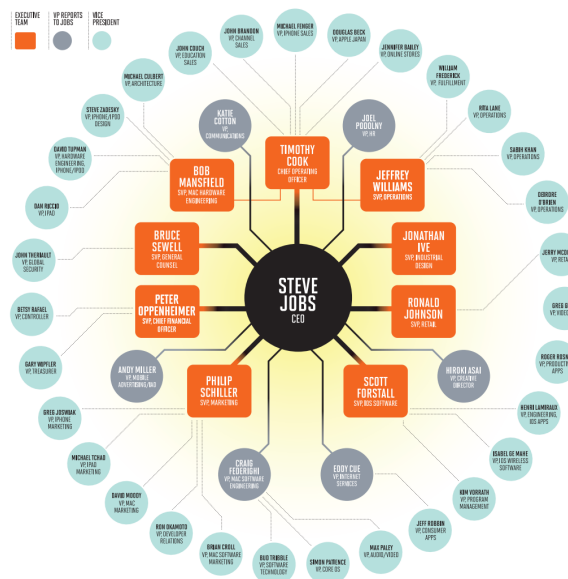 EXECUTIVE
TEAM
VP REPORTS
TO JOBS
VICE
PRESIDENT
MICHAEL FENGER
VP, IPHONE SALES
JOHN BRANDON
VP, CHANNEL
SALES
DOUGLAS BECK
VP, APPLE JAPAN
JOHN COUCH
VP, EDUCATION
SALES
JENNIFER BAILEY
VP, ONLINE STORES
MICHAEL CULBERT
VP, ARCHITECTURE
WILLIAM
FREDERICK
VP, FULFILLMENT
STEVE ZADESKY
VP, IPHONE/IPOD
DESIGN
RITA LANE
VP, OPERATIONS
KATIE
COTTON
VP,
COMMUNICATIONS
JOEL
PODOLNY
VP, HR
DAVID TUPMAN
VP, HARDWARE
ENGINEERING,
IPHONE/IPOD
TIMOTHY
COOK
CHIEF OPERATING
OFFICER
SABIH KHAN
VP, OPERATIONS
BOB
MANSFIELD
SVP, MAC HARDWARE
ENGINEERING
JEFFREY
WILLIAMS
SVP, OPERATIONS
DAN RICCIO
VP, IPAD
DEIRDRE
O'BRIEN
VP, OPERATIONS
BRUCE
SEWELL
SVP, GENERAL
COUNSEL
JONATHAN
IVE
SVP, INDUSTRIAL
DESIGN
JOHN THERIAULT
VP, GLOBAL
SECURITY
JERRY MCDO
VP, RETA
STEVE
JOBS
CEO
BETSY RAFAEL
VP, CONTROLLER
PETER
OPPENHEIMER
SVP, CHIEF FINANCIAL
OFFICER
RONALD
JOHNSON
SVP, RETAIL
GREG G
VP, VIDEO
GARY WIPFLER
VP, TREASURER
ROGER ROSN
VP, PRODUCTIV
APPS
ANDY MILLER
VP, MOBILE
ADVERTISING/IAD
HIROKI ASAI
VP, CREATIVE
DIRECTOR
PHILIP
SCHILLER
SVP, MARKETING
SCOTT
FORSTALL
SVP, IOS SOFTWARE
GREG JOSWIAK
VP, IPHONE
MARKETING
HENRI LAMIRAUX
VP, ENGINEERING,
IOS APPS
MICHAEL TCHAO
VP, IPAD
MARKETING
ISABEL GE MAHE
VP, IOS WIRELESS
SOFTWARE
CRAIG
FEDERIGHI
VP, MAC SOFTWARE
ENGINEERING
EDDY CUE
VP, INTERNET
SERVICES
DAVID MOODY
VP, MAC
MARKETING
KIM VORRATH
VP, PROGRAM
MANAGEMENT
RON OKAMOTO
VP, DEVELOPER
RELATIONS
JEFF ROBBIN
VP, CONSUMER
APPS
BRIAN CROLL
VP, MAC SOFTWARE
MARKETING
MAX PALEY
VP, AUDIO/VIDEO
BUD TRIBBLE
VP, SOFTWARE
TECHNOLOGY
SIMON PATIENCE
VP, CORE OS